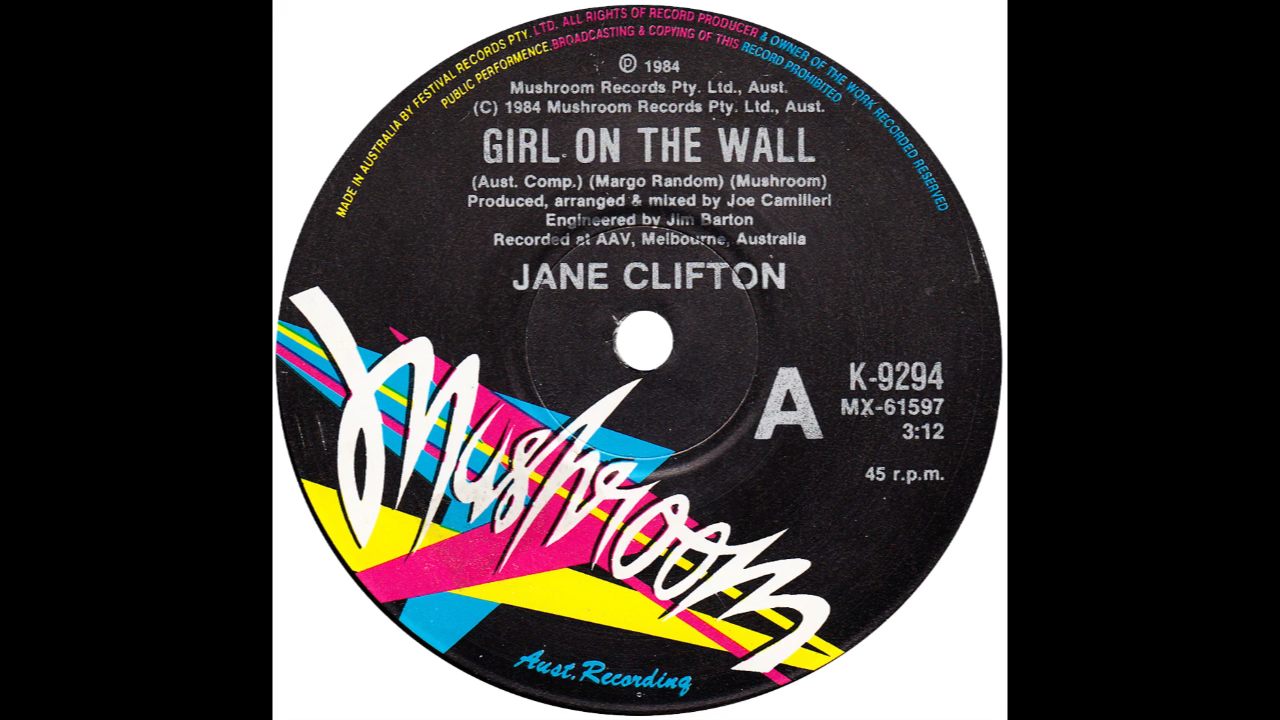 MADE IN AUSTRALIA BY FESTIVAL RECORDS PTY. LTD. ALL RIGHTS OF RECORD PRODUCER & OWNER OF THE WORK RECORDED RESERVED
PUBLIC PERFORMENCE. BROADCASTING & COPYING OF THIS RECORD PROHIBITED
Ⓟ 1984
Mushroom Records Pty. Ltd., Aust.
(C) 1984 Mushroom Records Pty. Ltd., Aust.
GIRL ON THE WALL
(Aust. Comp.) (Margo Random) (Mushroom)
Produced, arranged & mixed by Joe Camilleri
Engineered by Jim Barton
Recorded at AAV, Melbourne, Australia
JANE CLIFTON
A
K-9294
MX-61597
3:12
45 r.p.m.
Mushroom
Aust. Recording